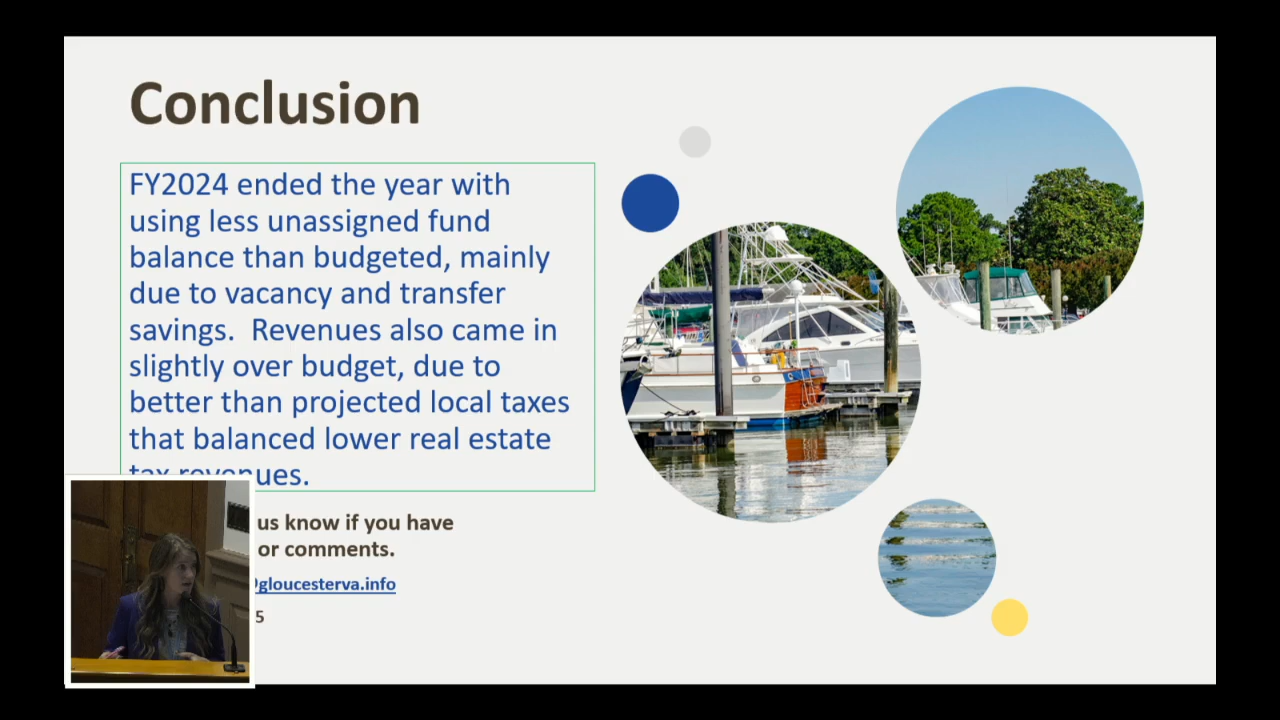 Conclusion
FY2024 ended the year with
using less unassigned fund
balance than budgeted, mainly
due to vacancy and transfer
savings. Revenues also came in
slightly over budget, due to
better than projected local taxes
that balanced lower real estate
tax revenues.
us know if you have
or comments.
@gloucesterva.info
5